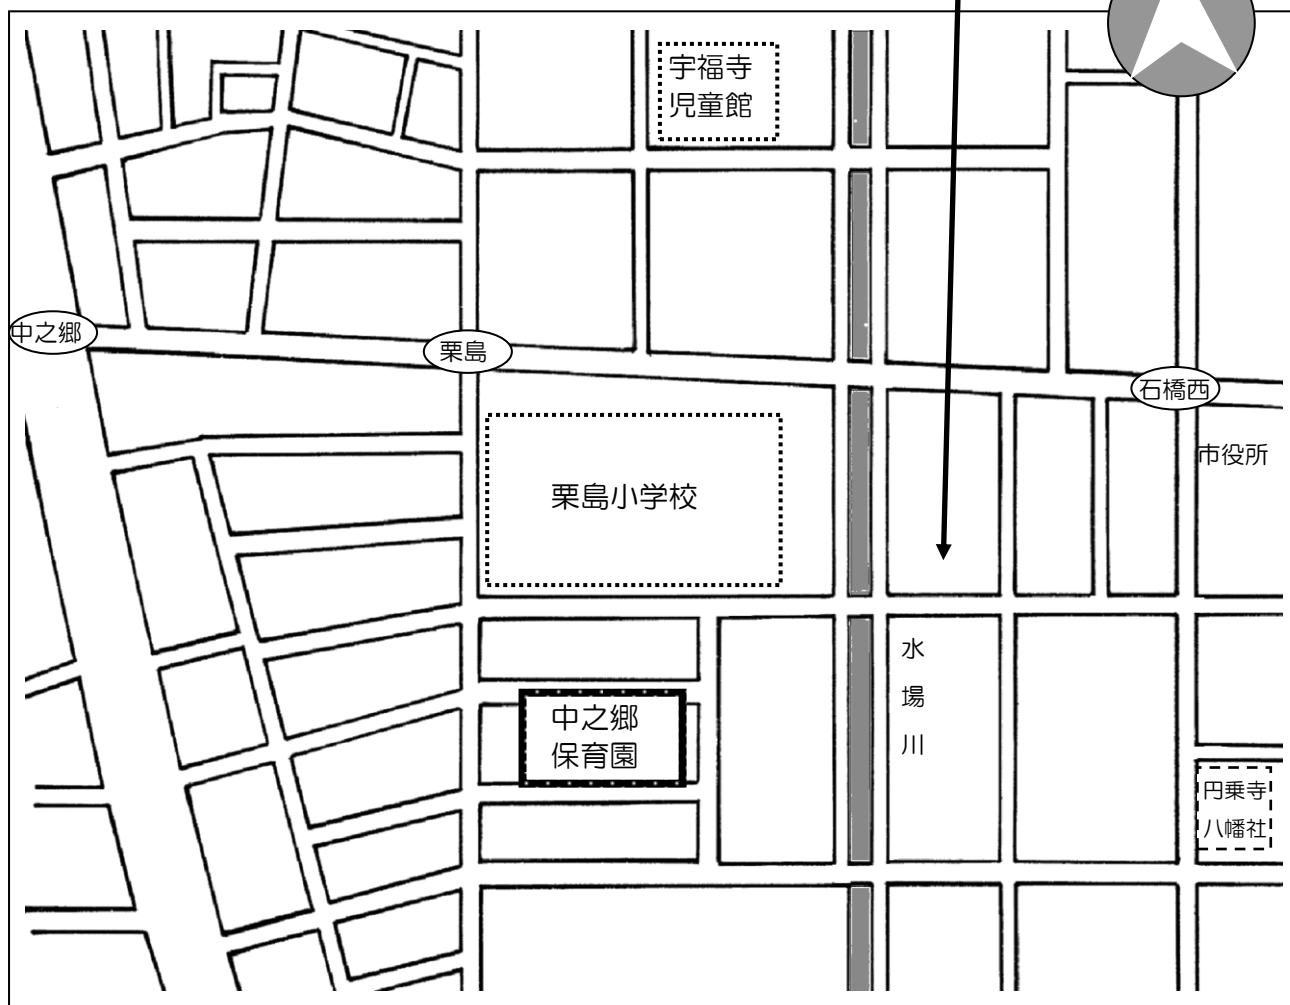 宇福寺
児童館
中之郷
栗島
石橋西
市役所
栗島小学校
水
場
川
中之郷
保育園
円乗寺
八幡社